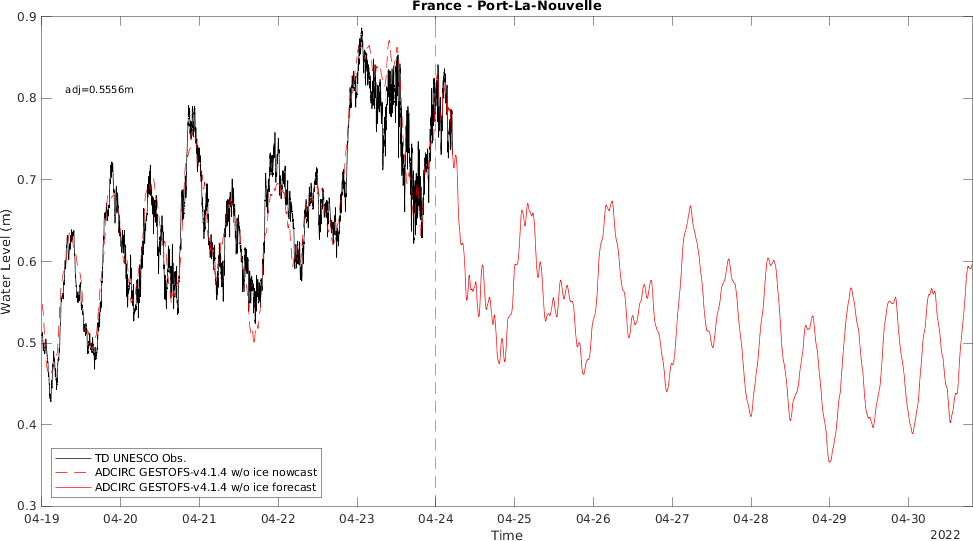 France - Port-La-Nouvelle
0.9
0.8
0.7
0.6
0.5
0.4
0.3
Water Level (m)
adj=0.5556m
TD UNESCO Obs.
ADCIRC GESTOFS-v4.1.4 w/o ice nowcast
ADCIRC GESTOFS-v4.1.4 w/o ice forecast
04-19 04-20 04-21 04-22 04-23 04-24 04-25 04-26 04-27 04-28 04-29 04-30
Time
2022